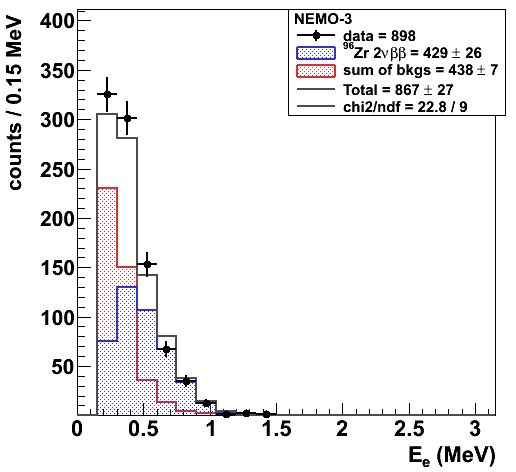 NEMO-3
data = 898
⁹⁶Zr 2νββ = 429 ± 26
sum of bkgs = 438 ± 7
Total = 867 ± 27
chi2/ndf = 22.8 / 9
counts / 0.15 MeV
400
350
300
250
200
150
100
50
0 0.5 1 1.5 2 2.5 3
Eₑ (MeV)